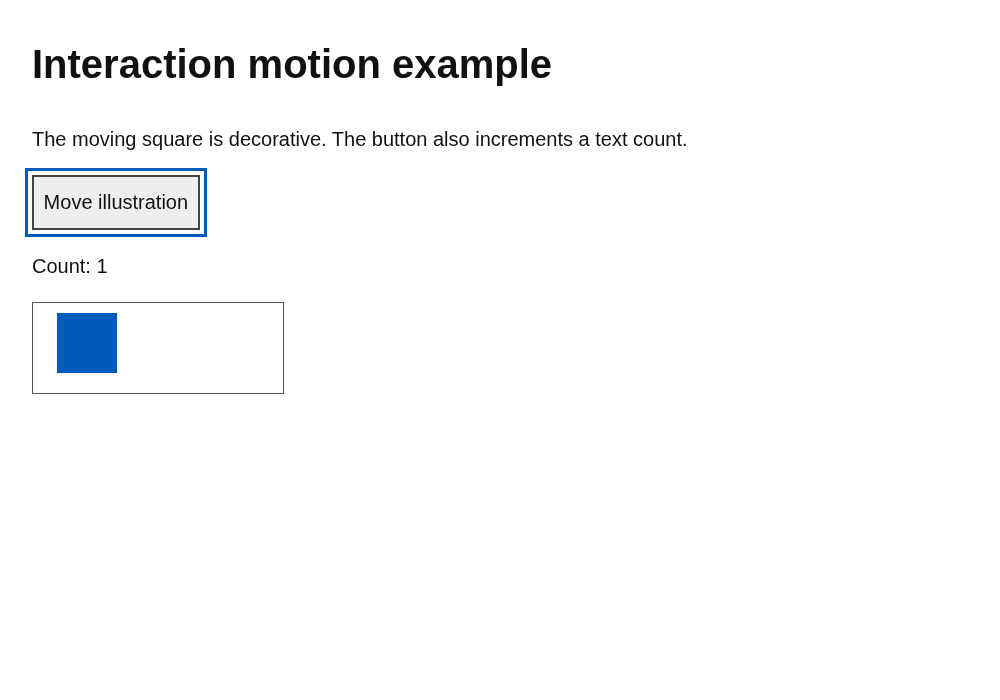 Interaction motion example
The moving square is decorative. The button also increments a text count.
Move illustration
Count: 1